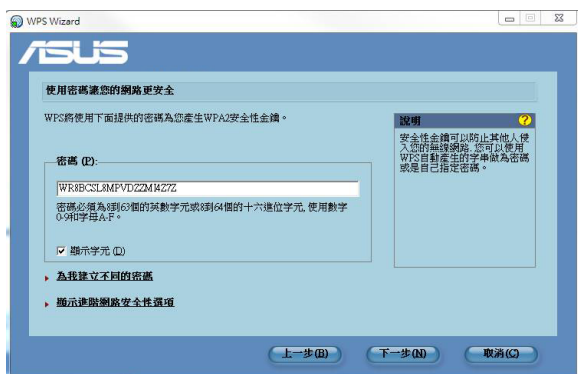 WPS Wizard
ASUS
使用密碼讓您的網路更安全
WPS將使用下面提供的密碼為您產生WPA2安全性金鑰。
密碼 (P):
WR8BCSL8MPVDZZMI4Z7Z
密碼必須為8到63個的英數字元或8到64個的十六進位字元, 使用數字
0-9和字母A-F。
顯示字元 (D)
為我建立不同的密碼
顯示進階網路安全性選項
說明
安全性金鑰可以防止其他人侵
入您的無線網路. 您可以使用
WPS自動產生的字串做為密碼
或是自己指定密碼。
上一步(B)
下一步(N)
取消(C)